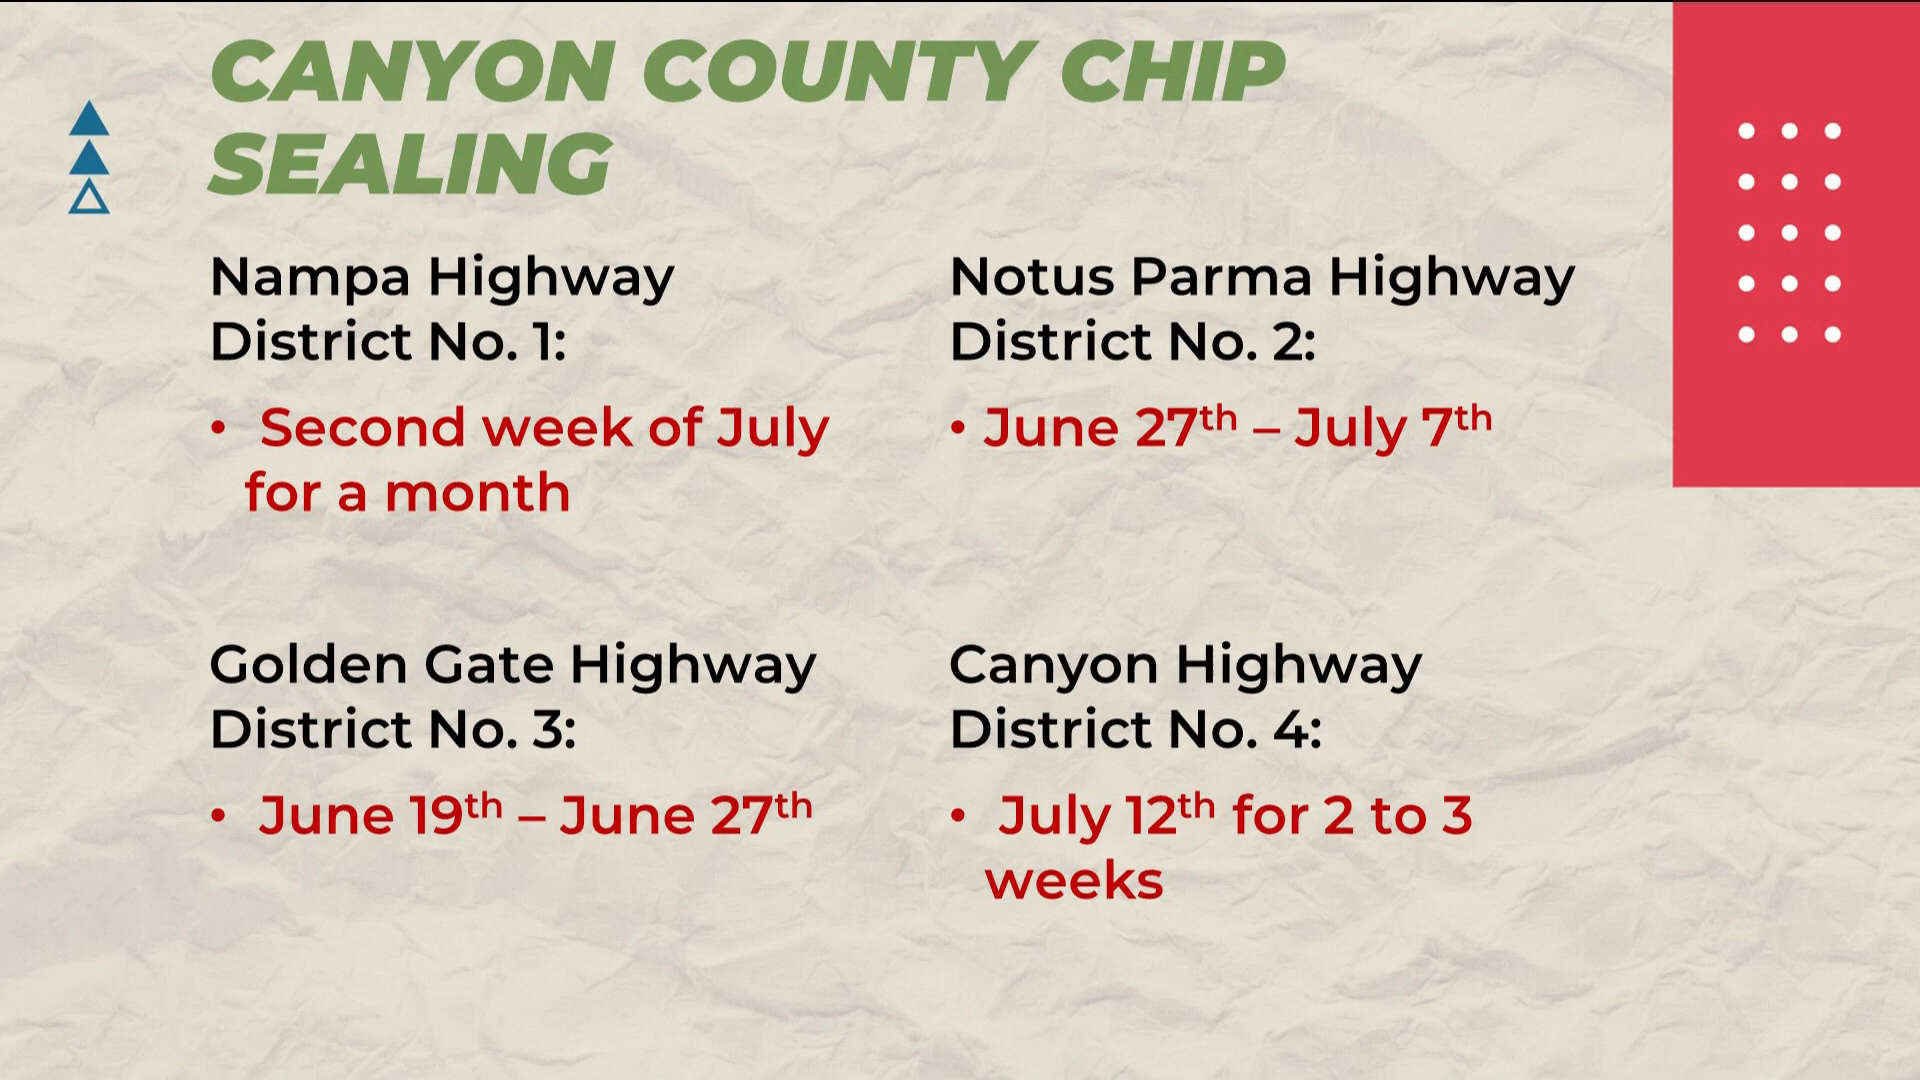 CANYON COUNTY CHIP
SEALING
Nampa Highway
District No. 1:
• Second week of July
for a month
Notus Parma Highway
District No. 2:
• June 27th – July 7th
Golden Gate Highway
District No. 3:
• June 19th – June 27th
Canyon Highway
District No. 4:
• July 12th for 2 to 3
weeks